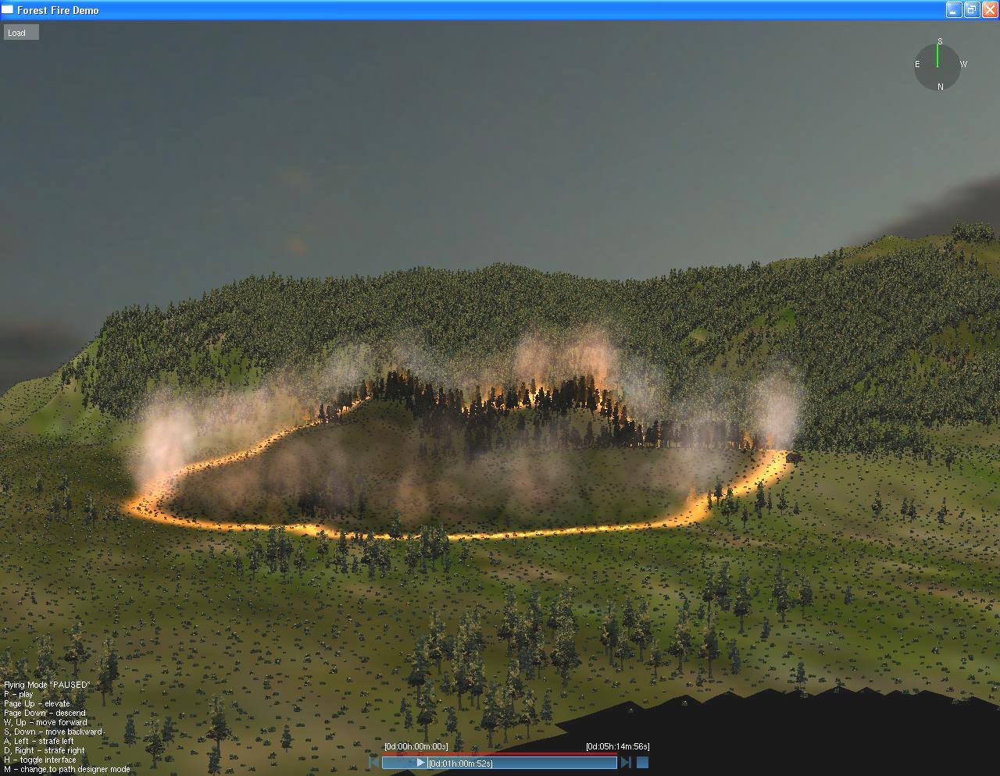 Forest Fire Demo
Load
S
E W
N
Flying Mode *PAUSED*
P - play
Page Up - elevate
Page Down - descend
W, Up - move forward
S, Down - move backward
A, Left - strafe left
D, Right - strafe right
H - toggle interface
M - change to path designer mode
[0d:00h:00m:00s] [0d:05h:14m:56s]
[0d:01h:00m:52s]